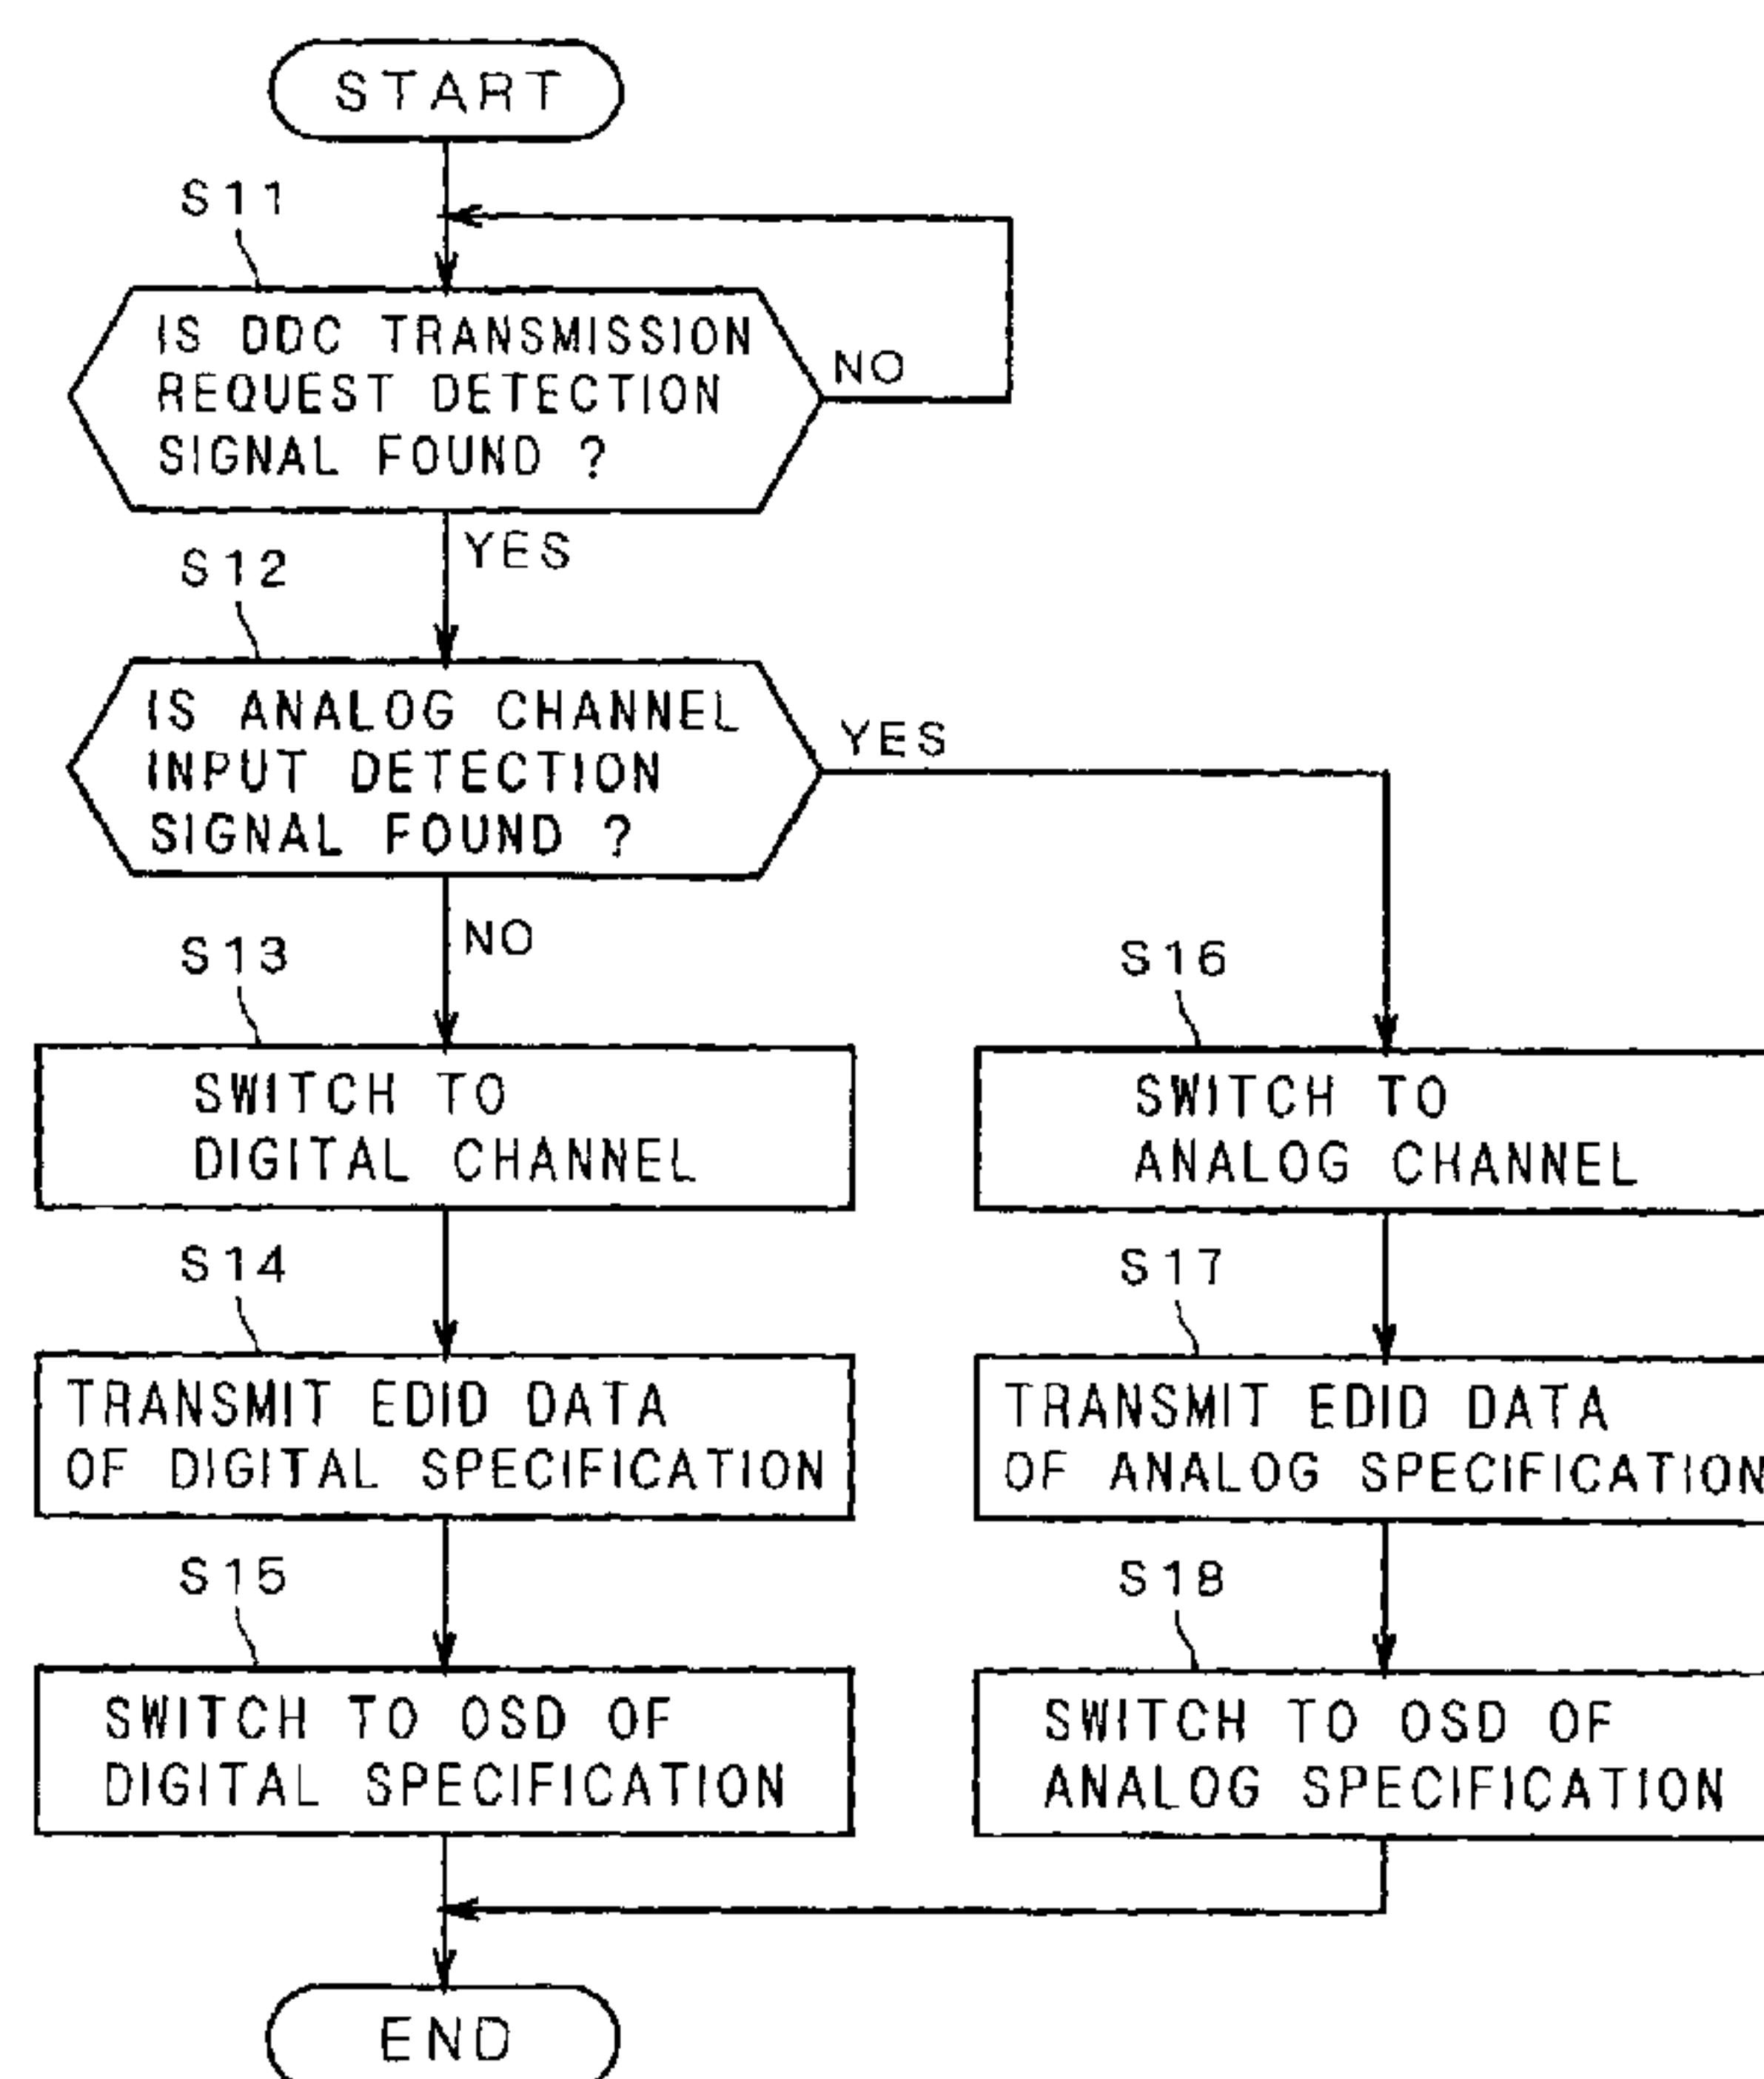 START
S11
IS DDC TRANSMISSION
REQUEST DETECTION
SIGNAL FOUND ?
NO
YES
S12
IS ANALOG CHANNEL
INPUT DETECTION
SIGNAL FOUND ?
YES
NO
S13
SWITCH TO
DIGITAL CHANNEL
S14
TRANSMIT EDID DATA
OF DIGITAL SPECIFICATION
S15
SWITCH TO OSD OF
DIGITAL SPECIFICATION
S16
SWITCH TO
ANALOG CHANNEL
S17
TRANSMIT EDID DATA
OF ANALOG SPECIFICATION
S18
SWITCH TO OSD OF
ANALOG SPECIFICATION
END